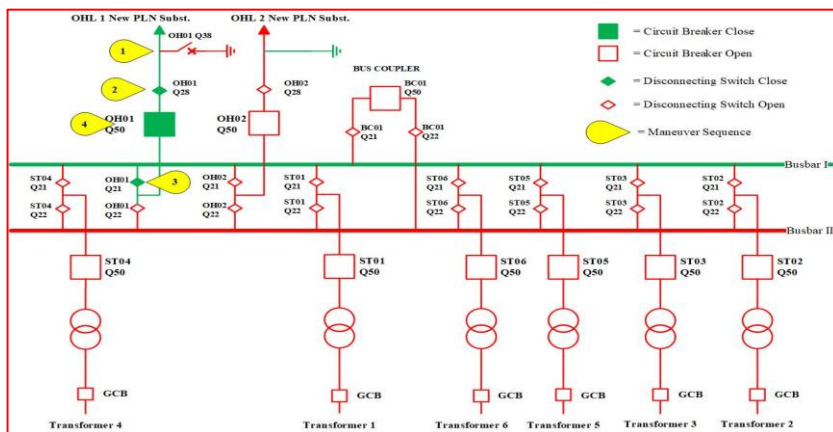 OHL 1 New PLN Subst.
OHL 2 New PLN Subst.
1
OH01 Q38
2
OH01
Q28
OH02
Q28
4
OH01
Q50
OH02
Q50
BUS COUPLER
BC01
Q50
BC01
Q21
BC01
Q22
= Circuit Breaker Close
= Circuit Breaker Open
= Disconnecting Switch Close
= Disconnecting Switch Open
= Maneuver Sequence
Busbar I
ST04
Q21
OH01
Q21
3
OH02
Q21
ST01
Q21
ST06
Q21
ST05
Q21
ST03
Q21
ST02
Q21
ST04
Q22
OH01
Q22
OH02
Q22
ST01
Q22
ST06
Q22
ST05
Q22
ST03
Q22
ST02
Q22
Busbar II
ST04
Q50
ST01
Q50
ST06
Q50
ST05
Q50
ST03
Q50
ST02
Q50
GCB
GCB
GCB
GCB
GCB
GCB
Transformer 4
Transformer 1
Transformer 6
Transformer 5
Transformer 3
Transformer 2